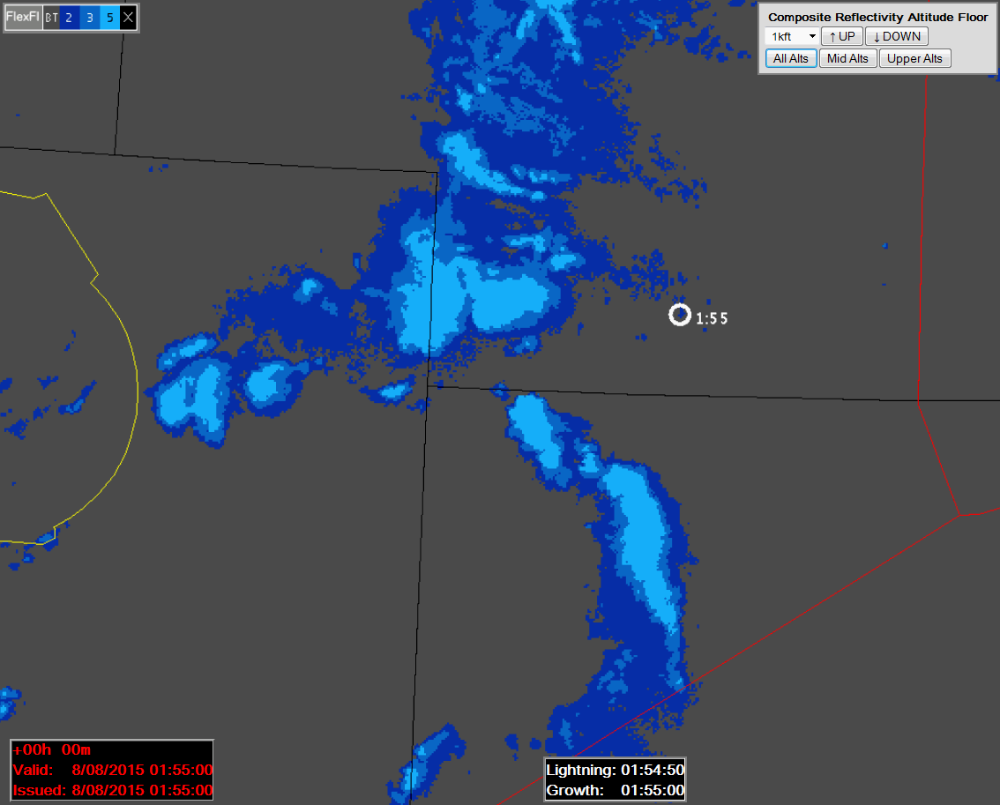 FlexFl BT 2 3 5 X
Composite Reflectivity Altitude Floor
1kft ↑ UP ↓ DOWN
All Alts Mid Alts Upper Alts
1:55
+00h 00m
Valid: 8/08/2015 01:55:00
Issued: 8/08/2015 01:55:00
Lightning: 01:54:50
Growth: 01:55:00